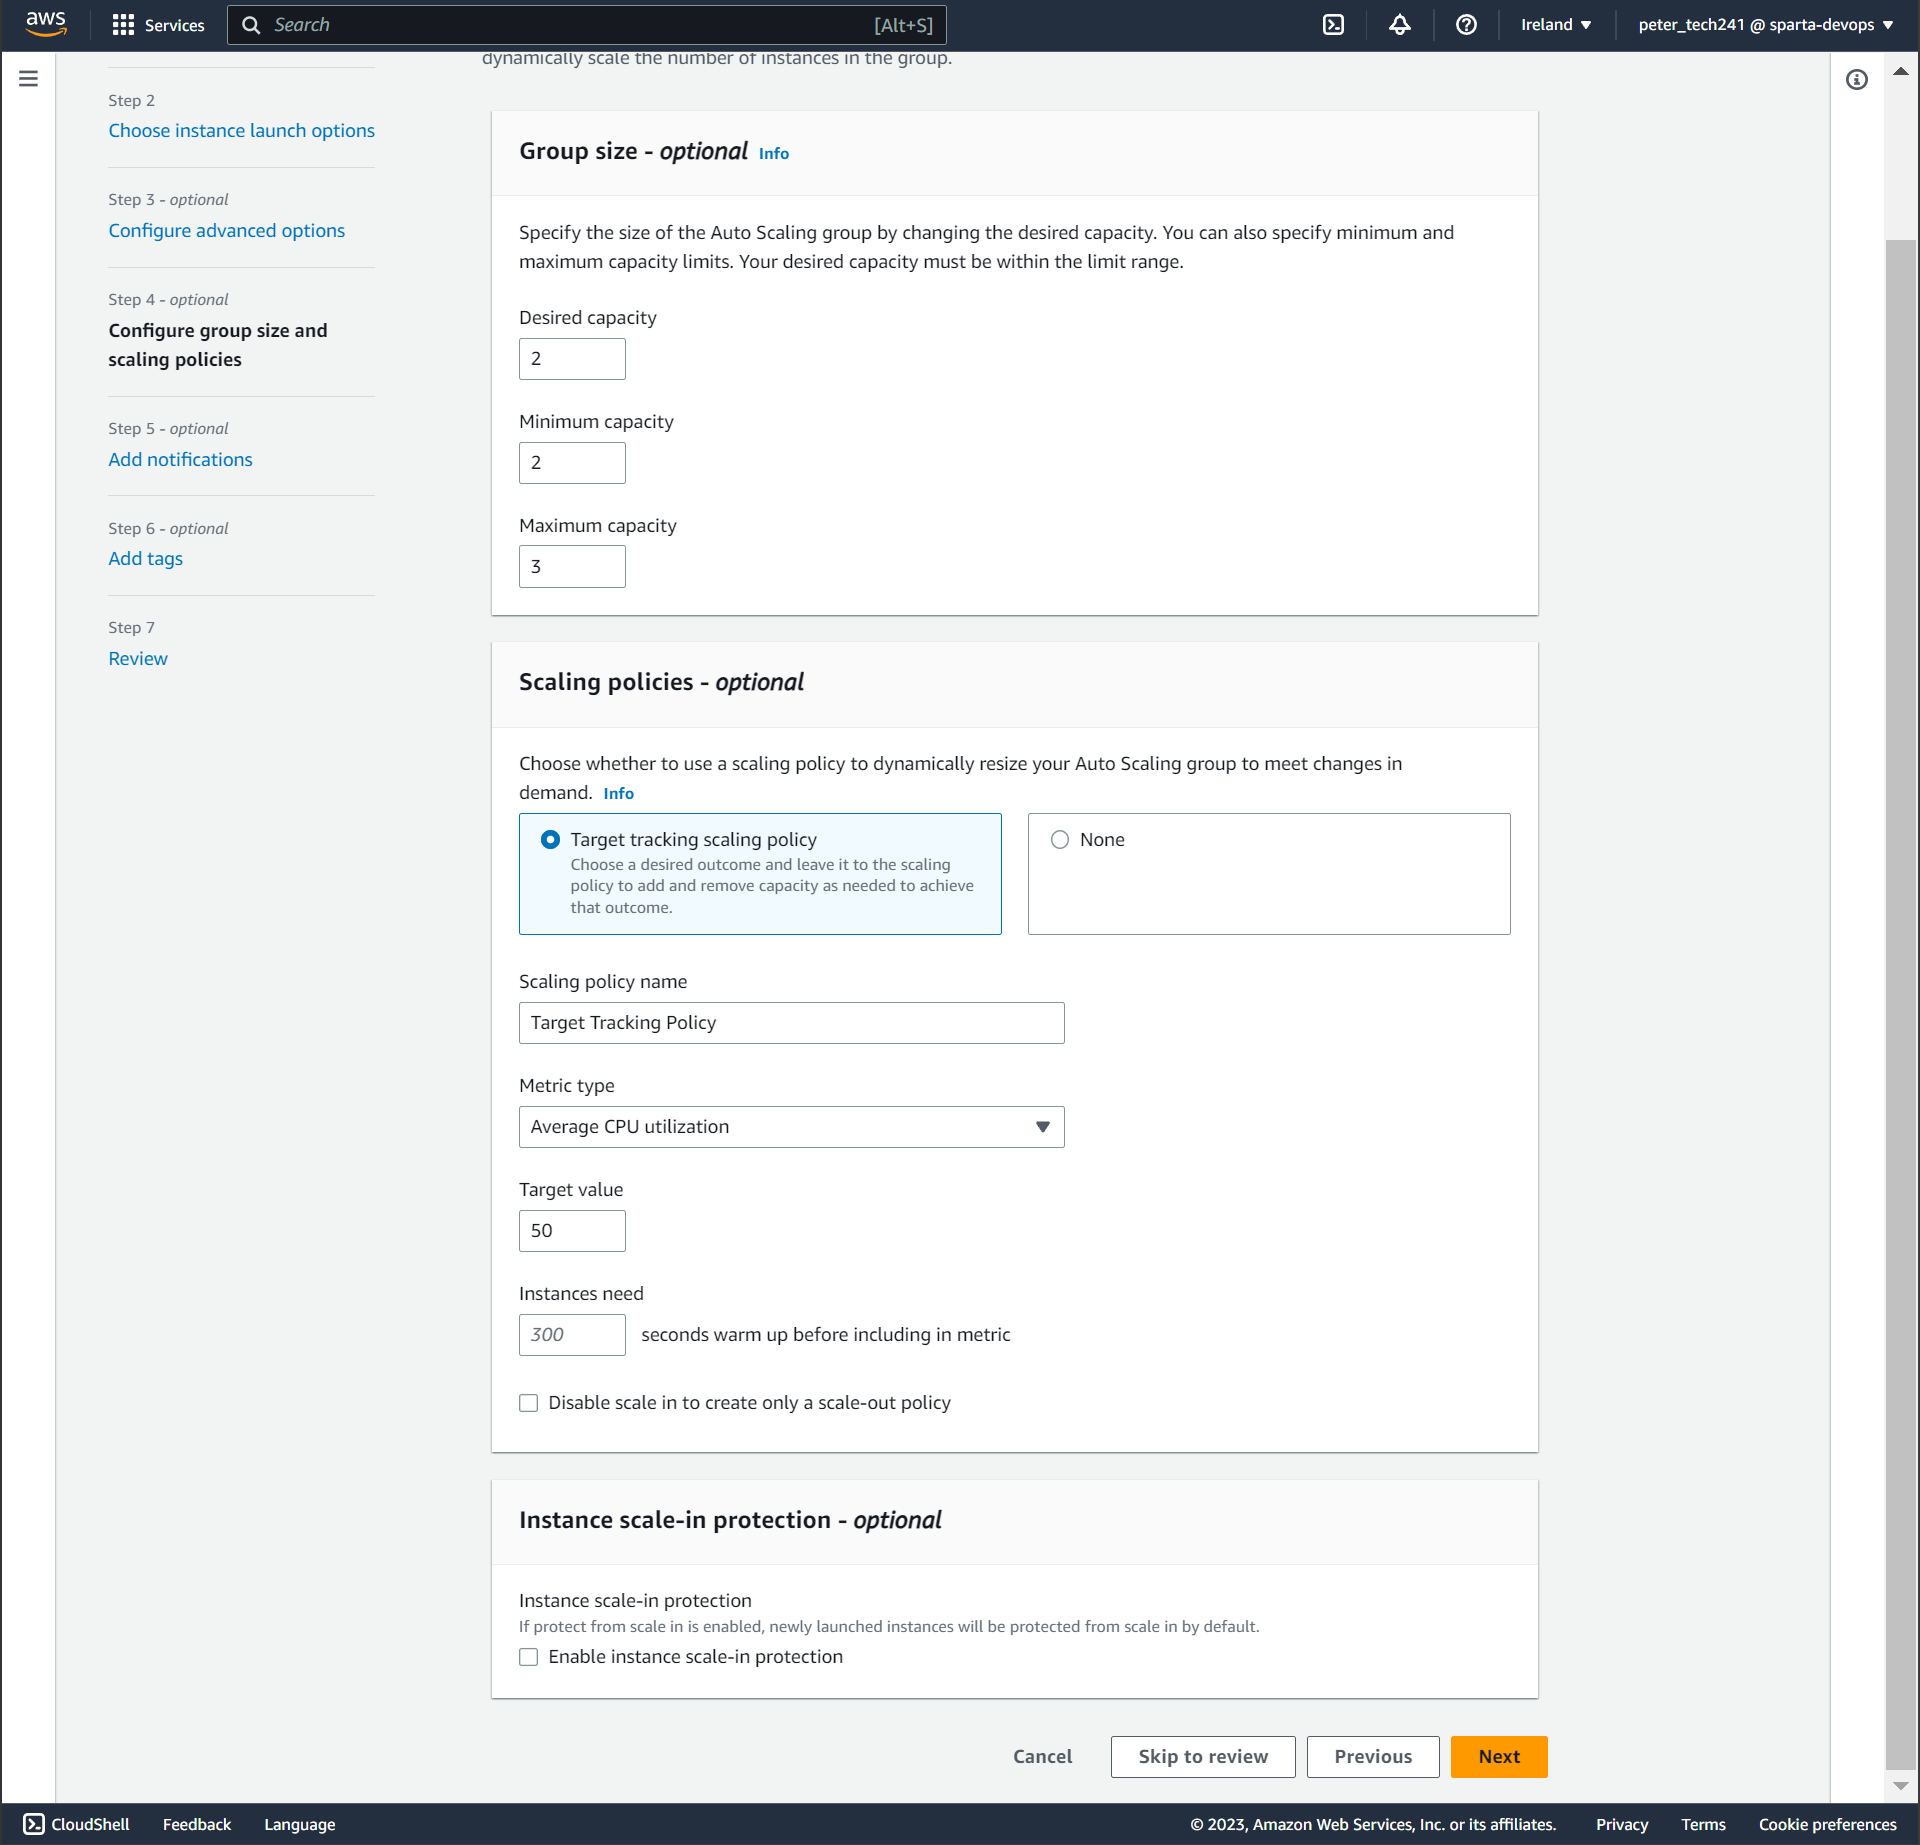 aws
Services
Search
[Alt+S]
Ireland
peter_tech241 @ sparta-devops
Step 2
Choose instance launch options
Step 3 - optional
Configure advanced options
Step 4 - optional
Configure group size and
scaling policies
Step 5 - optional
Add notifications
Step 6 - optional
Add tags
Step 7
Review
dynamically scale the number of instances in the group.
Group size - optional Info
Specify the size of the Auto Scaling group by changing the desired capacity. You can also specify minimum and
maximum capacity limits. Your desired capacity must be within the limit range.
Desired capacity
2
Minimum capacity
2
Maximum capacity
3
Scaling policies - optional
Choose whether to use a scaling policy to dynamically resize your Auto Scaling group to meet changes in
demand. Info
Target tracking scaling policy
Choose a desired outcome and leave it to the scaling
policy to add and remove capacity as needed to achieve
that outcome.
None
Scaling policy name
Target Tracking Policy
Metric type
Average CPU utilization
Target value
50
Instances need
300 seconds warm up before including in metric
Disable scale in to create only a scale-out policy
Instance scale-in protection - optional
Instance scale-in protection
If protect from scale in is enabled, newly launched instances will be protected from scale in by default.
Enable instance scale-in protection
Cancel
Skip to review
Previous
Next
CloudShell
Feedback
Language
© 2023, Amazon Web Services, Inc. or its affiliates.
Privacy
Terms
Cookie preferences